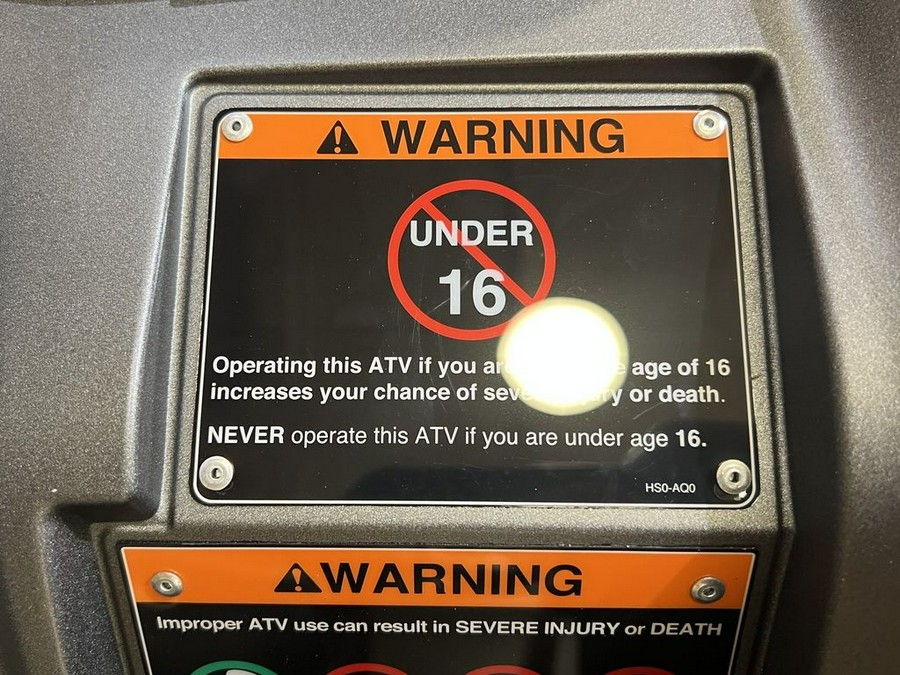 WARNING
UNDER
16
Operating this ATV if you age of 16
increases your chance of or death.
NEVER operate this ATV if you are under age 16.
HS0-AQ0
WARNING
Improper ATV use can result in SEVERE INJURY or DEATH